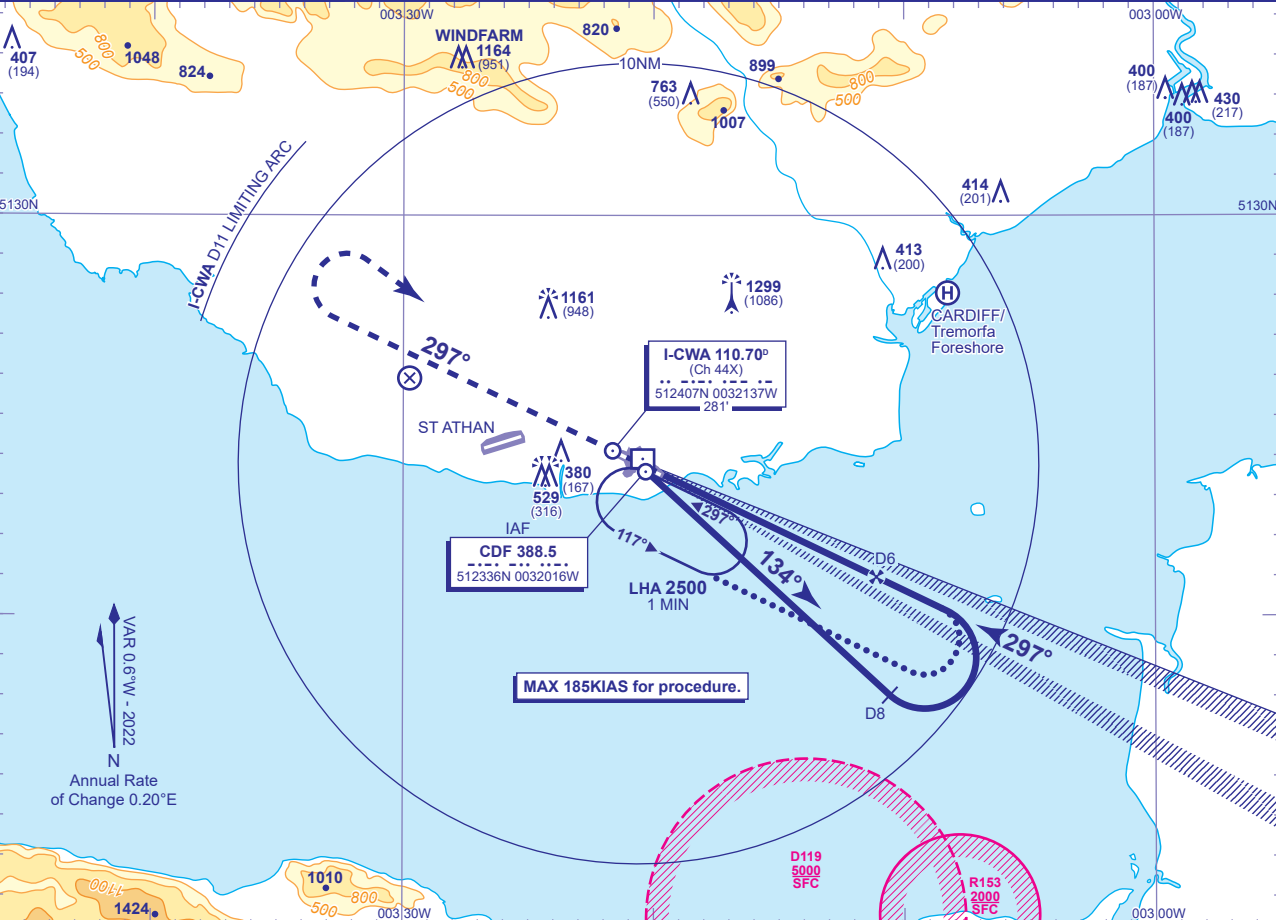 003 30W
003 00W
407
(194)
800
500
1048
824
WINDFARM
1164
(951)
800
500
820
10NM
763
(550)
1007
899
800
500
400
(187)
400
(187)
430
(217)
5130N
5130N
I-CWA D11 LIMITING ARC
414
(201)
413
(200)
1161
(948)
1299
(1086)
H
CARDIFF/
Tremorfa
Foreshore
297°
I-CWA 110.70ᴰ
(Ch 44X)
·· −·−· ·−− ·−
512407N 0032137W
281'
ST ATHAN
380
(167)
529
(316)
IAF
CDF 388.5
−·−· −·· ··−·
512336N 0032016W
297°
117°
134°
D6
LHA 2500
1 MIN
297°
MAX 185KIAS for procedure.
D8
VAR 0.6°W - 2022
N
Annual Rate
of Change 0.20°E
D119
5000
SFC
R153
2000
SFC
1100
1424
1010
800
500
003 30W
003 00W